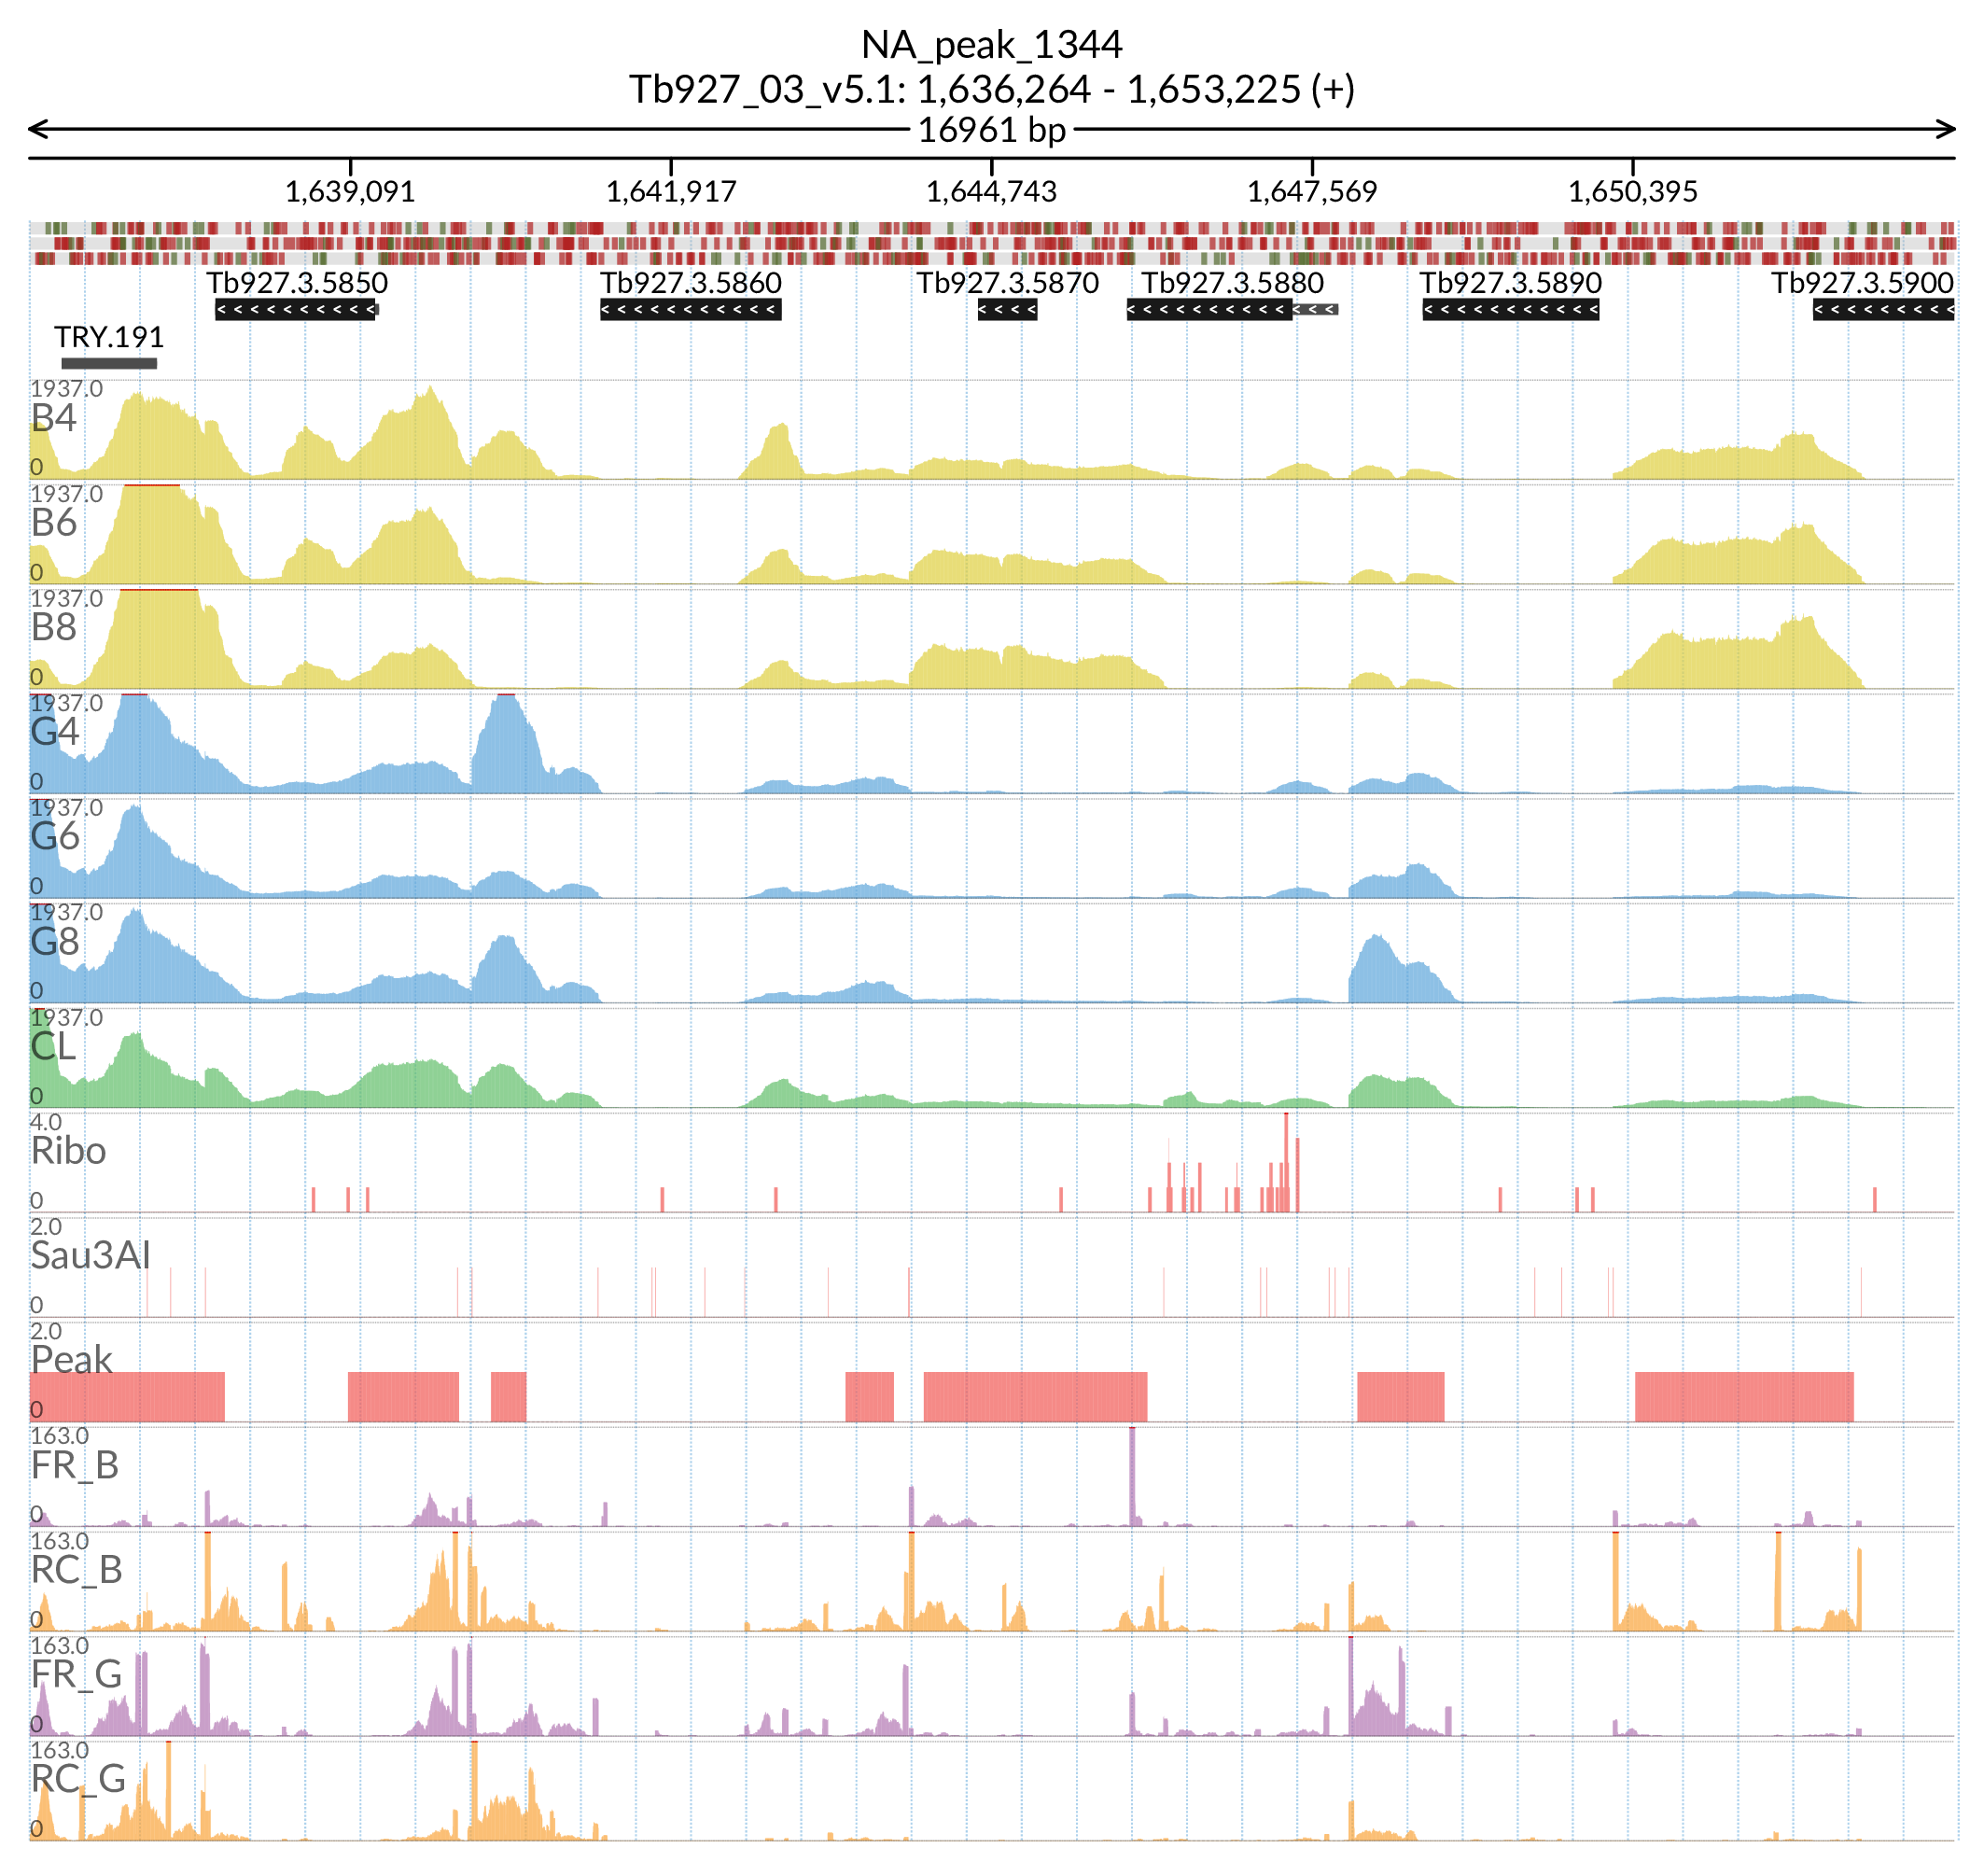 NA_peak_1344
Tb927_03_v5.1: 1,636,264 - 1,653,225 (+)
16961 bp
1,639,091 1,641,917 1,644,743 1,647,569 1,650,395
Tb927.3.5850 Tb927.3.5860 Tb927.3.5870 Tb927.3.5880 Tb927.3.5890 Tb927.3.5900
TRY.191
1937.0
B4
0
1937.0
B6
0
1937.0
B8
0
1937.0
G4
0
1937.0
G6
0
1937.0
G8
0
1937.0
CL
0
4.0
Ribo
0
2.0
Sau3AI
0
2.0
Peak
0
163.0
FR_B
0
163.0
RC_B
0
163.0
FR_G
0
163.0
RC_G
0